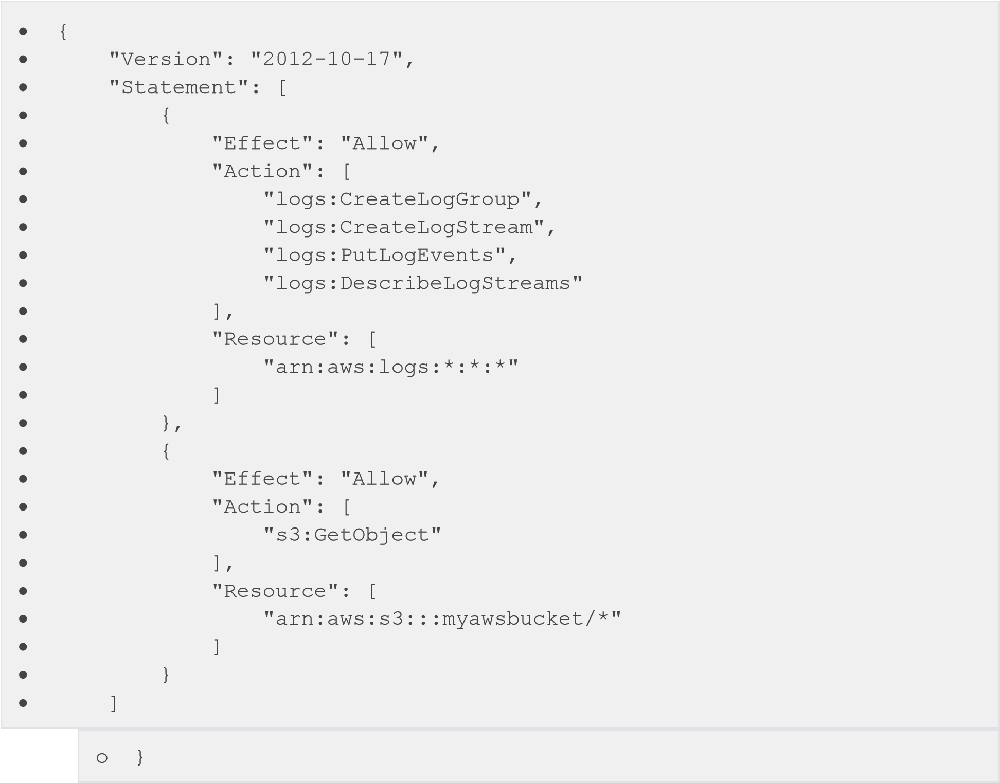 • {
•     "Version": "2012-10-17",
•     "Statement": [
•         {
•             "Effect": "Allow",
•             "Action": [
•                 "logs:CreateLogGroup",
•                 "logs:CreateLogStream",
•                 "logs:PutLogEvents",
•                 "logs:DescribeLogStreams"
•             ],
•             "Resource": [
•                 "arn:aws:logs:*:*:*"
•             ]
•         },
•         {
•             "Effect": "Allow",
•             "Action": [
•                 "s3:GetObject"
•             ],
•             "Resource": [
•                 "arn:aws:s3:::myawsbucket/*"
•             ]
•         }
•     ]
○ }